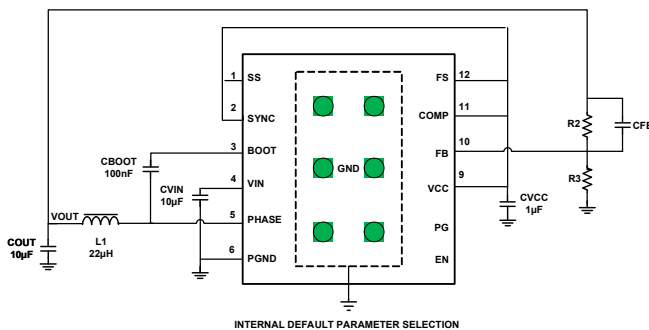 1 SS
FS 12
2 SYNC
COMP 11
R2
CFB
3 BOOT
FB 10
CBOOT
100nF
GND
4 VIN
CVIN
10µF
VCC 9
R3
CVCC
1µF
VOUT
5 PHASE
PG
COUT
10µF
L1
22µH
6 PGND
EN
INTERNAL DEFAULT PARAMETER SELECTION